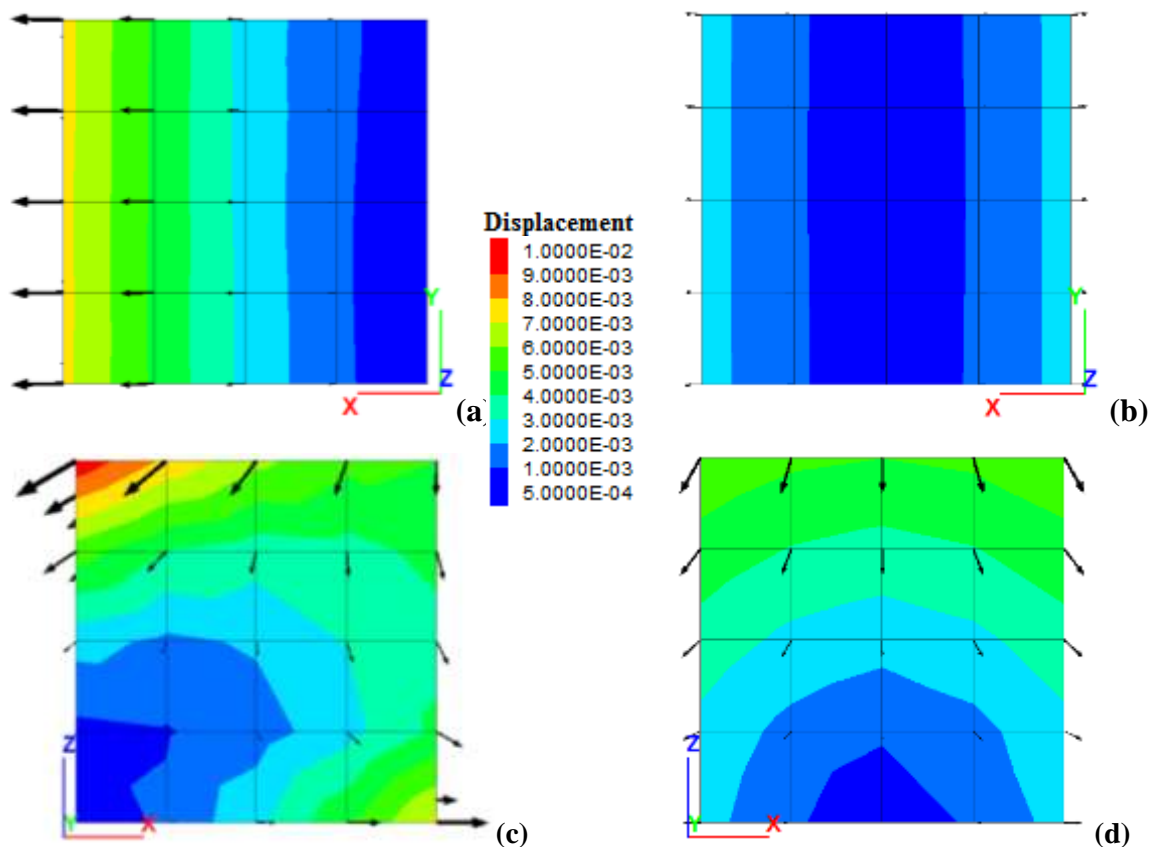 Y
Z
X
(a)
Displacement
1.0000E-02
9.0000E-03
8.0000E-03
7.0000E-03
6.0000E-03
5.0000E-03
4.0000E-03
3.0000E-03
2.0000E-03
1.0000E-03
5.0000E-04
Y
Z
X
(b)
Z
Y
X
(c)
Z
Y
X
(d)